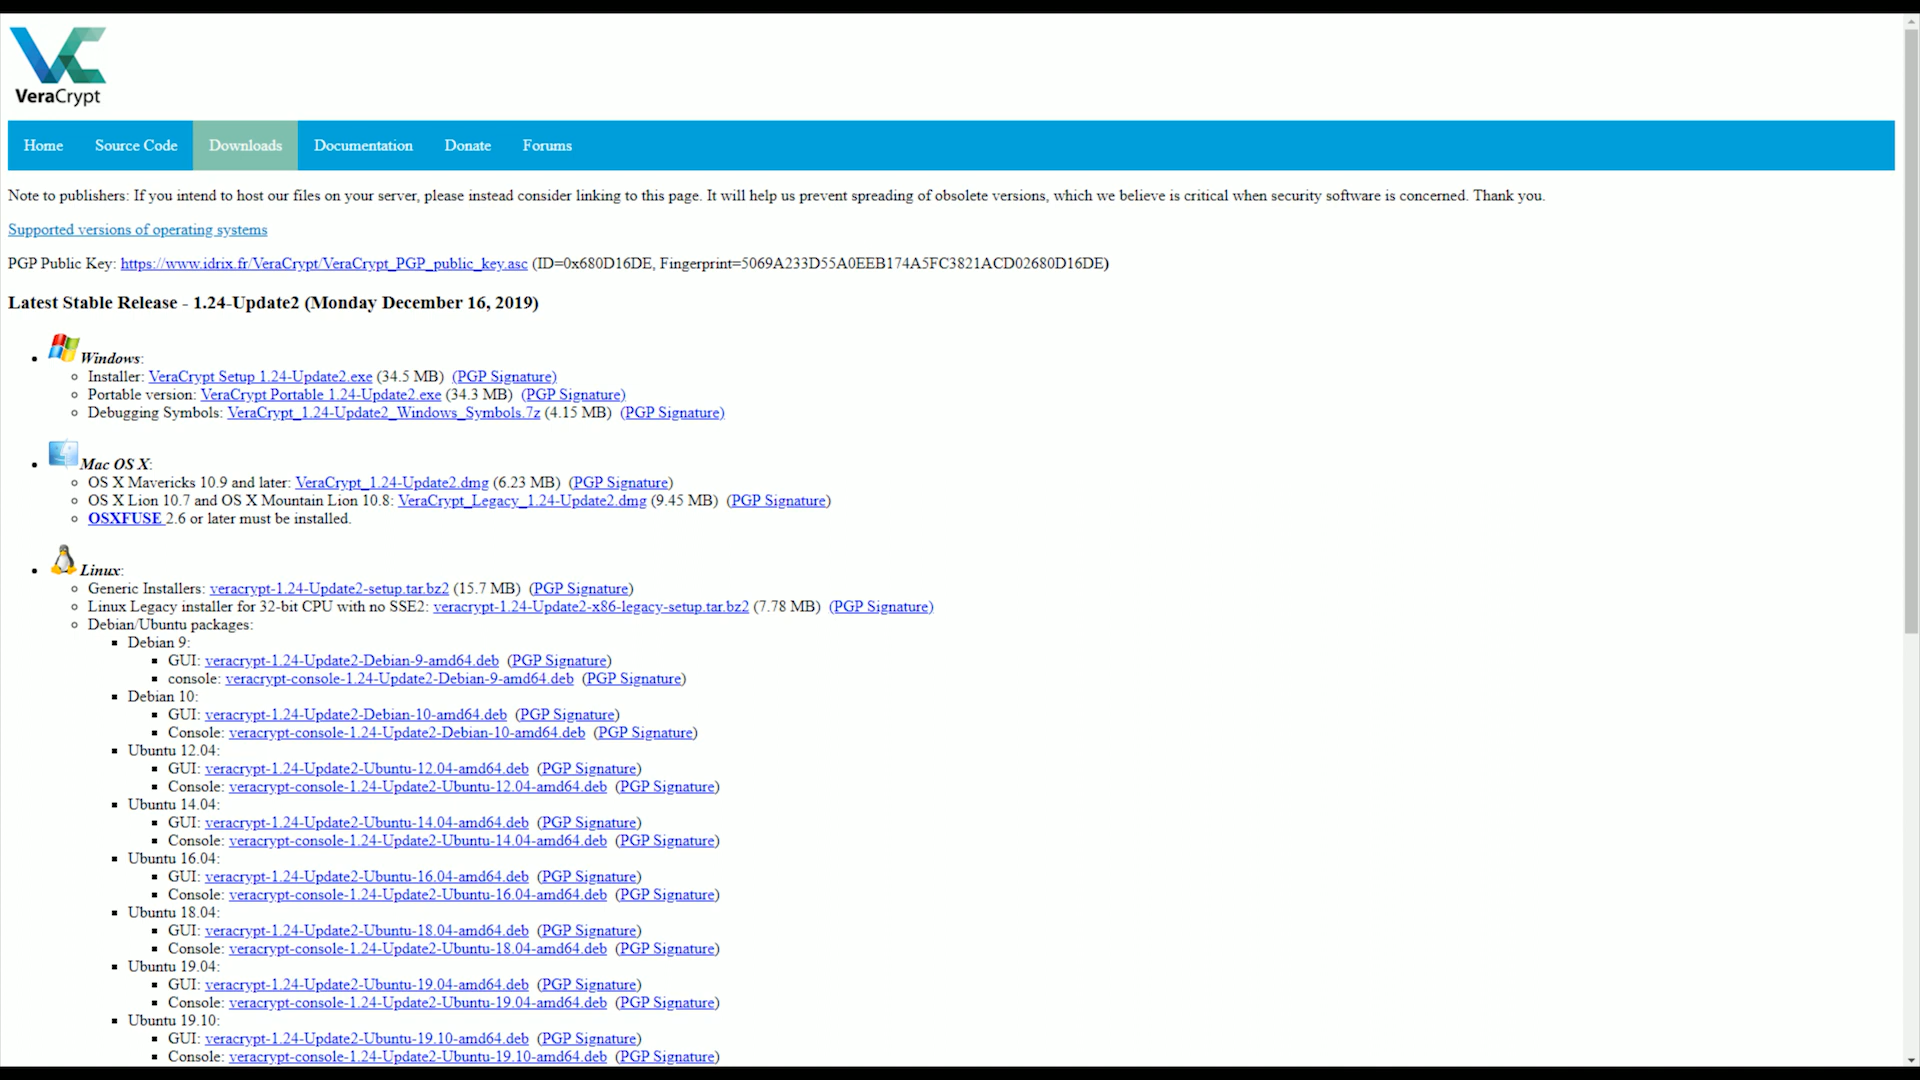 VeraCrypt
Home Source Code Downloads Documentation Donate Forums
Note to publishers: If you intend to host our files on your server, please instead consider linking to this page. It will help us prevent spreading of obsolete versions, which we believe is critical when security software is concerned. Thank you.
Supported versions of operating systems
PGP Public Key: https://www.idrix.fr/VeraCrypt/VeraCrypt_PGP_public_key.asc (ID=0x680D16DE, Fingerprint=5069A233D55A0EEB174A5FC3821ACD02680D16DE)
Latest Stable Release - 1.24-Update2 (Monday December 16, 2019)
Windows:
Installer: VeraCrypt Setup 1.24-Update2.exe (34.5 MB) (PGP Signature)
Portable version: VeraCrypt Portable 1.24-Update2.exe (34.3 MB) (PGP Signature)
Debugging Symbols: VeraCrypt_1.24-Update2_Windows_Symbols.7z (4.15 MB) (PGP Signature)
Mac OS X:
OS X Mavericks 10.9 and later: VeraCrypt_1.24-Update2.dmg (6.23 MB) (PGP Signature)
OS X Lion 10.7 and OS X Mountain Lion 10.8: VeraCrypt_Legacy_1.24-Update2.dmg (9.45 MB) (PGP Signature)
OSXFUSE 2.6 or later must be installed.
Linux:
Generic Installers: veracrypt-1.24-Update2-setup.tar.bz2 (15.7 MB) (PGP Signature)
Linux Legacy installer for 32-bit CPU with no SSE2: veracrypt-1.24-Update2-x86-legacy-setup.tar.bz2 (7.78 MB) (PGP Signature)
Debian/Ubuntu packages:
Debian 9:
GUI: veracrypt-1.24-Update2-Debian-9-amd64.deb (PGP Signature)
console: veracrypt-console-1.24-Update2-Debian-9-amd64.deb (PGP Signature)
Debian 10:
GUI: veracrypt-1.24-Update2-Debian-10-amd64.deb (PGP Signature)
Console: veracrypt-console-1.24-Update2-Debian-10-amd64.deb (PGP Signature)
Ubuntu 12.04:
GUI: veracrypt-1.24-Update2-Ubuntu-12.04-amd64.deb (PGP Signature)
Console: veracrypt-console-1.24-Update2-Ubuntu-12.04-amd64.deb (PGP Signature)
Ubuntu 14.04:
GUI: veracrypt-1.24-Update2-Ubuntu-14.04-amd64.deb (PGP Signature)
Console: veracrypt-console-1.24-Update2-Ubuntu-14.04-amd64.deb (PGP Signature)
Ubuntu 16.04:
GUI: veracrypt-1.24-Update2-Ubuntu-16.04-amd64.deb (PGP Signature)
Console: veracrypt-console-1.24-Update2-Ubuntu-16.04-amd64.deb (PGP Signature)
Ubuntu 18.04:
GUI: veracrypt-1.24-Update2-Ubuntu-18.04-amd64.deb (PGP Signature)
Console: veracrypt-console-1.24-Update2-Ubuntu-18.04-amd64.deb (PGP Signature)
Ubuntu 19.04:
GUI: veracrypt-1.24-Update2-Ubuntu-19.04-amd64.deb (PGP Signature)
Console: veracrypt-console-1.24-Update2-Ubuntu-19.04-amd64.deb (PGP Signature)
Ubuntu 19.10:
GUI: veracrypt-1.24-Update2-Ubuntu-19.10-amd64.deb (PGP Signature)
Console: veracrypt-console-1.24-Update2-Ubuntu-19.10-amd64.deb (PGP Signature)